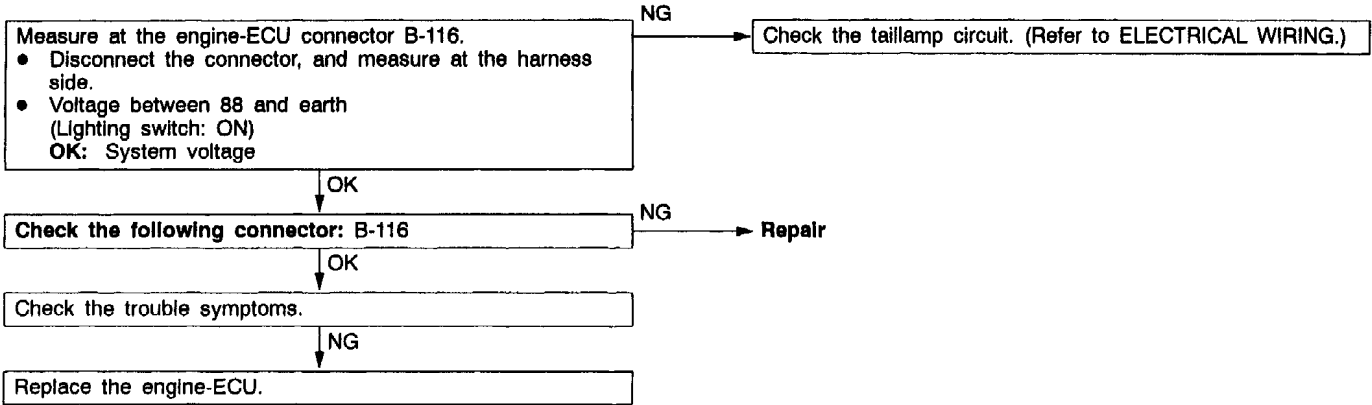 NG
Measure at the engine-ECU connector B-116.
● Disconnect the connector, and measure at the harness
side.
● Voltage between 88 and earth
(Lighting switch: ON)
OK: System voltage
Check the taillamp circuit. (Refer to ELECTRICAL WIRING.)
OK
NG
Check the following connector: B-116
Repair
OK
Check the trouble symptoms.
NG
Replace the engine-ECU.